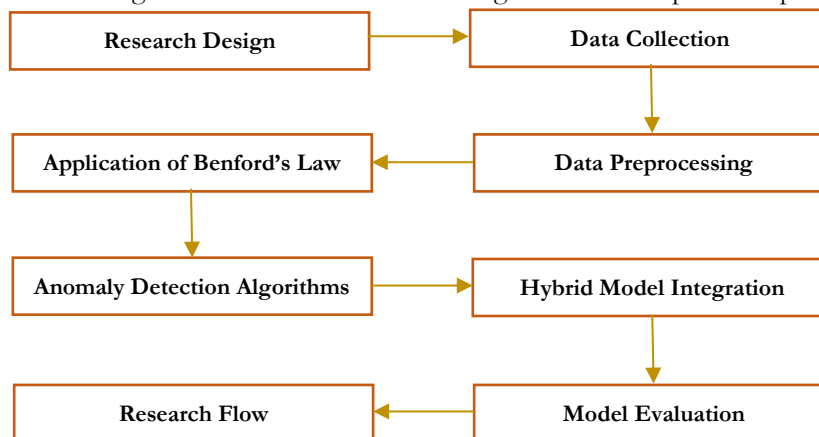 Research Design
Data Collection
Application of Benford's Law
Data Preprocessing
Anomaly Detection Algorithms
Hybrid Model Integration
Research Flow
Model Evaluation